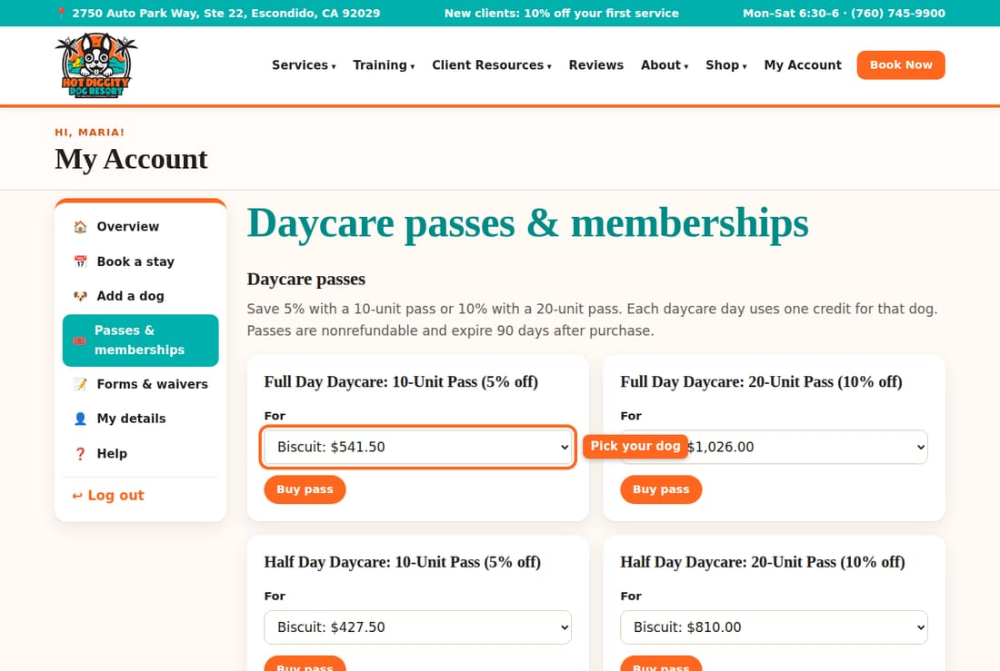 📍 2750 Auto Park Way, Ste 22, Escondido, CA 92029
New clients: 10% off your first service
Mon–Sat 6:30–6 · (760) 745-9900
HOT DIGGITY
DOG RESORT
Services ▾
Training ▾
Client Resources ▾
Reviews
About ▾
Shop ▾
My Account
Book Now
HI, MARIA!
My Account
🏠 Overview
📅 Book a stay
🐶 Add a dog
🎟️ Passes &
memberships
📝 Forms & waivers
👤 My details
❓ Help
↩ Log out
Daycare passes & memberships
Daycare passes
Save 5% with a 10-unit pass or 10% with a 20-unit pass. Each daycare day uses one credit for that dog.
Passes are nonrefundable and expire 90 days after purchase.
Full Day Daycare: 10-Unit Pass (5% off)
For
Biscuit: $541.50
Pick your dog
Buy pass
Full Day Daycare: 20-Unit Pass (10% off)
For
$1,026.00
Buy pass
Half Day Daycare: 10-Unit Pass (5% off)
For
Biscuit: $427.50
Buy pass
Half Day Daycare: 20-Unit Pass (10% off)
For
Biscuit: $810.00
Buy pass